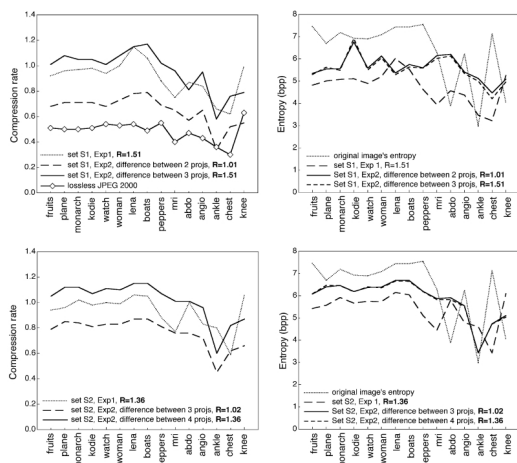 Compression rate
1.4
1.2
1.0
0.8
0.6
0.4
0.2
0.0
set S1, Exp1, R=1.51
set S1, Exp2, difference between 2 projs, R=1.01
set S1, Exp2, difference between 3 projs, R=1.51
lossless JPEG 2000
fruits
plane
monarch
kodie
watch
woman
lena
boats
peppers
mri
abdo
angio
ankle
chest
knee
Entropy (bpp)
8
7
6
5
4
3
2
1
0
original image's entropy
set S1, Exp 1, R=1.51
Set S1, Exp2, difference between 2 projs, R=1.01
Set S1, Exp2, difference between 3 projs, R=1.51
fruits
plane
monarch
kodie
watch
woman
lena
boats
peppers
mri
abdo
angio
ankle
chest
knee
Compression rate
1.4
1.2
1.0
0.8
0.6
0.4
0.2
0.0
set S2, Exp1, R=1.36
set S2, Exp2, difference between 3 projs, R=1.02
set S2, Exp2, difference between 4 projs, R=1.36
fruits
plane
monarch
kodie
watch
woman
lena
boats
peppers
mri
abdo
angio
ankle
chest
knee
Entropy (bpp)
8
7
6
5
4
3
2
1
0
original image's entropy
set S2, Exp 1, R=1.36
set S2, Exp2, difference between 3 projs, R=1.02
set S2, Exp2, difference between 4 projs, R=1.36
fruits
plane
monarch
kodie
watch
woman
lena
boats
peppers
mri
abdo
angio
ankle
chest
knee